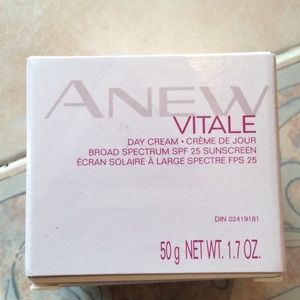 ANEW
VITALE
DAY CREAM • CRÈME DE JOUR
BROAD SPECTRUM SPF 25 SUNSCREEN
ÉCRAN SOLAIRE À LARGE SPECTRE FPS 25
DIN 02419181
50 g NET WT. 1.7 OZ.